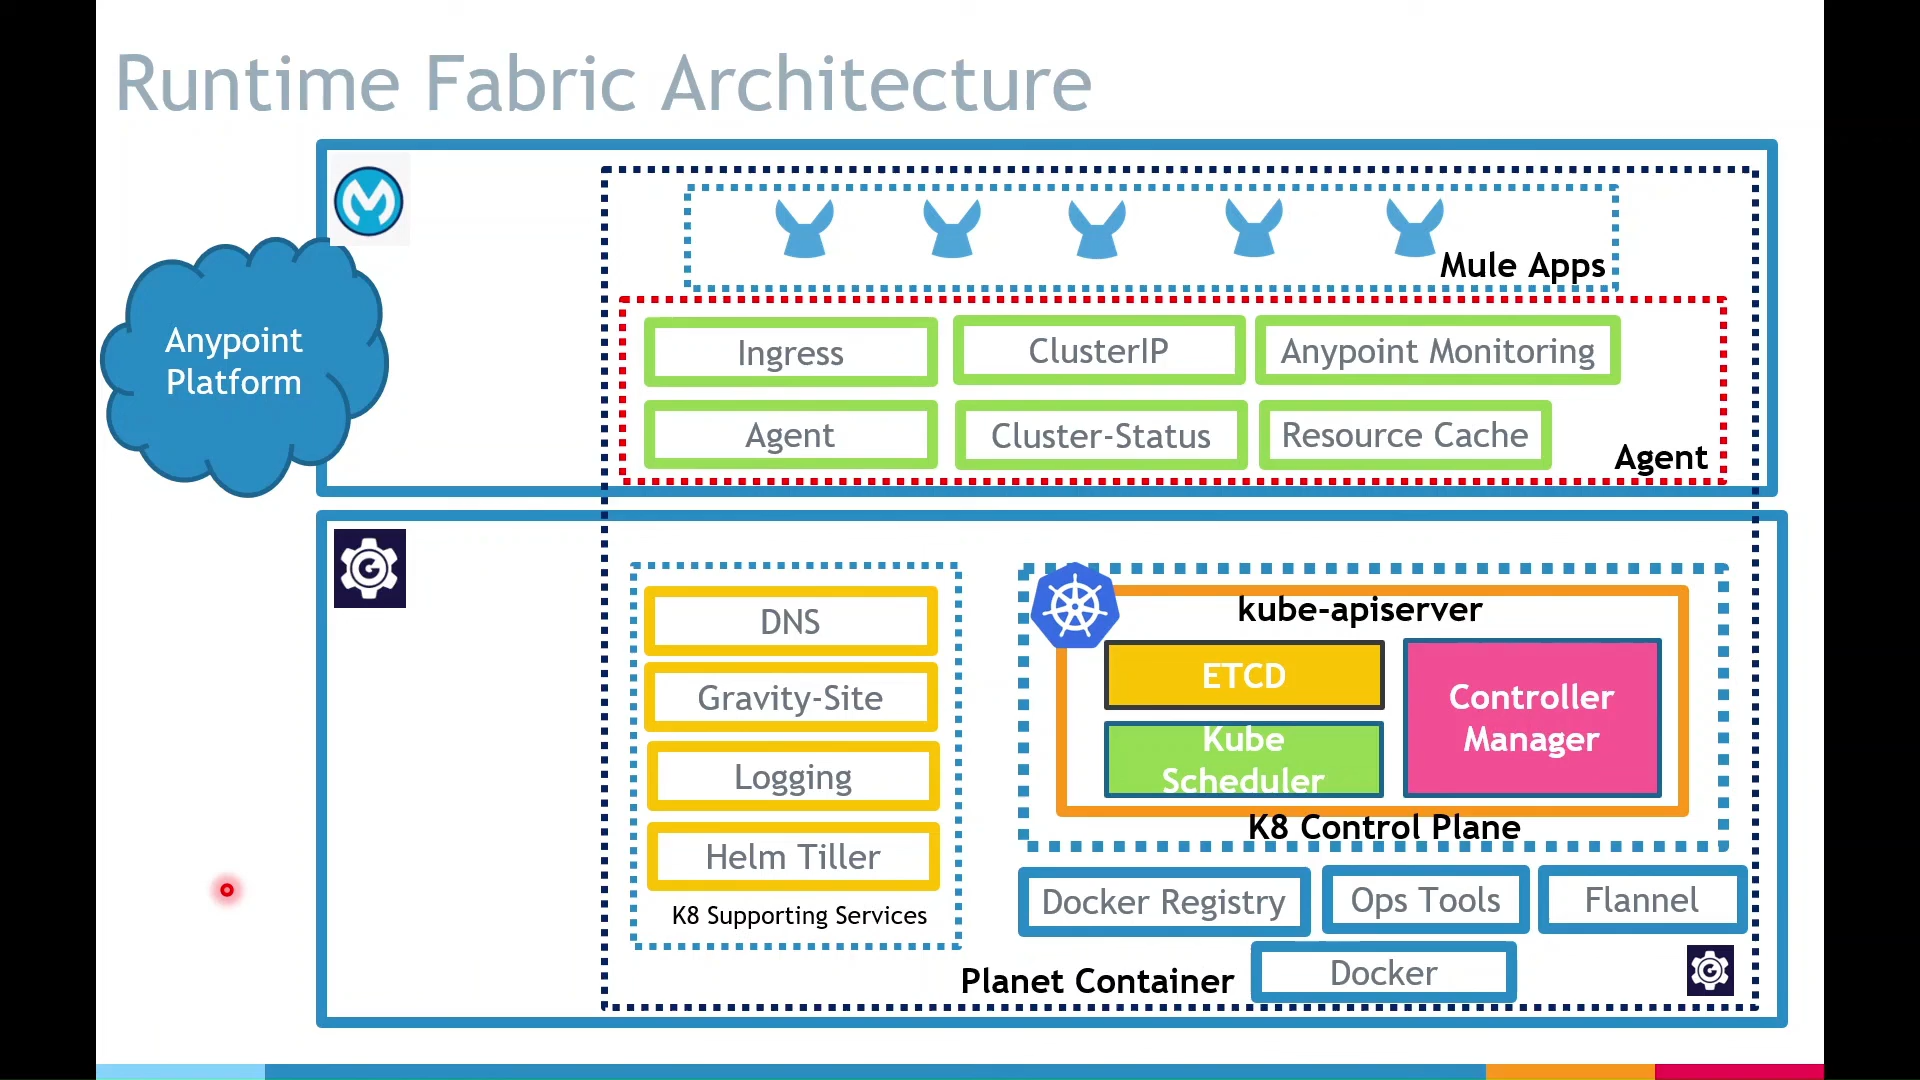 Runtime Fabric Architecture
Mule Apps
Anypoint
Platform
Ingress
ClusterIP
Anypoint Monitoring
Agent
Cluster-Status
Resource Cache
Agent
DNS
Gravity-Site
Logging
Helm Tiller
K8 Supporting Services
kube-apiserver
ETCD
Kube
Scheduler
Controller
Manager
K8 Control Plane
Docker Registry
Ops Tools
Flannel
Planet Container
Docker